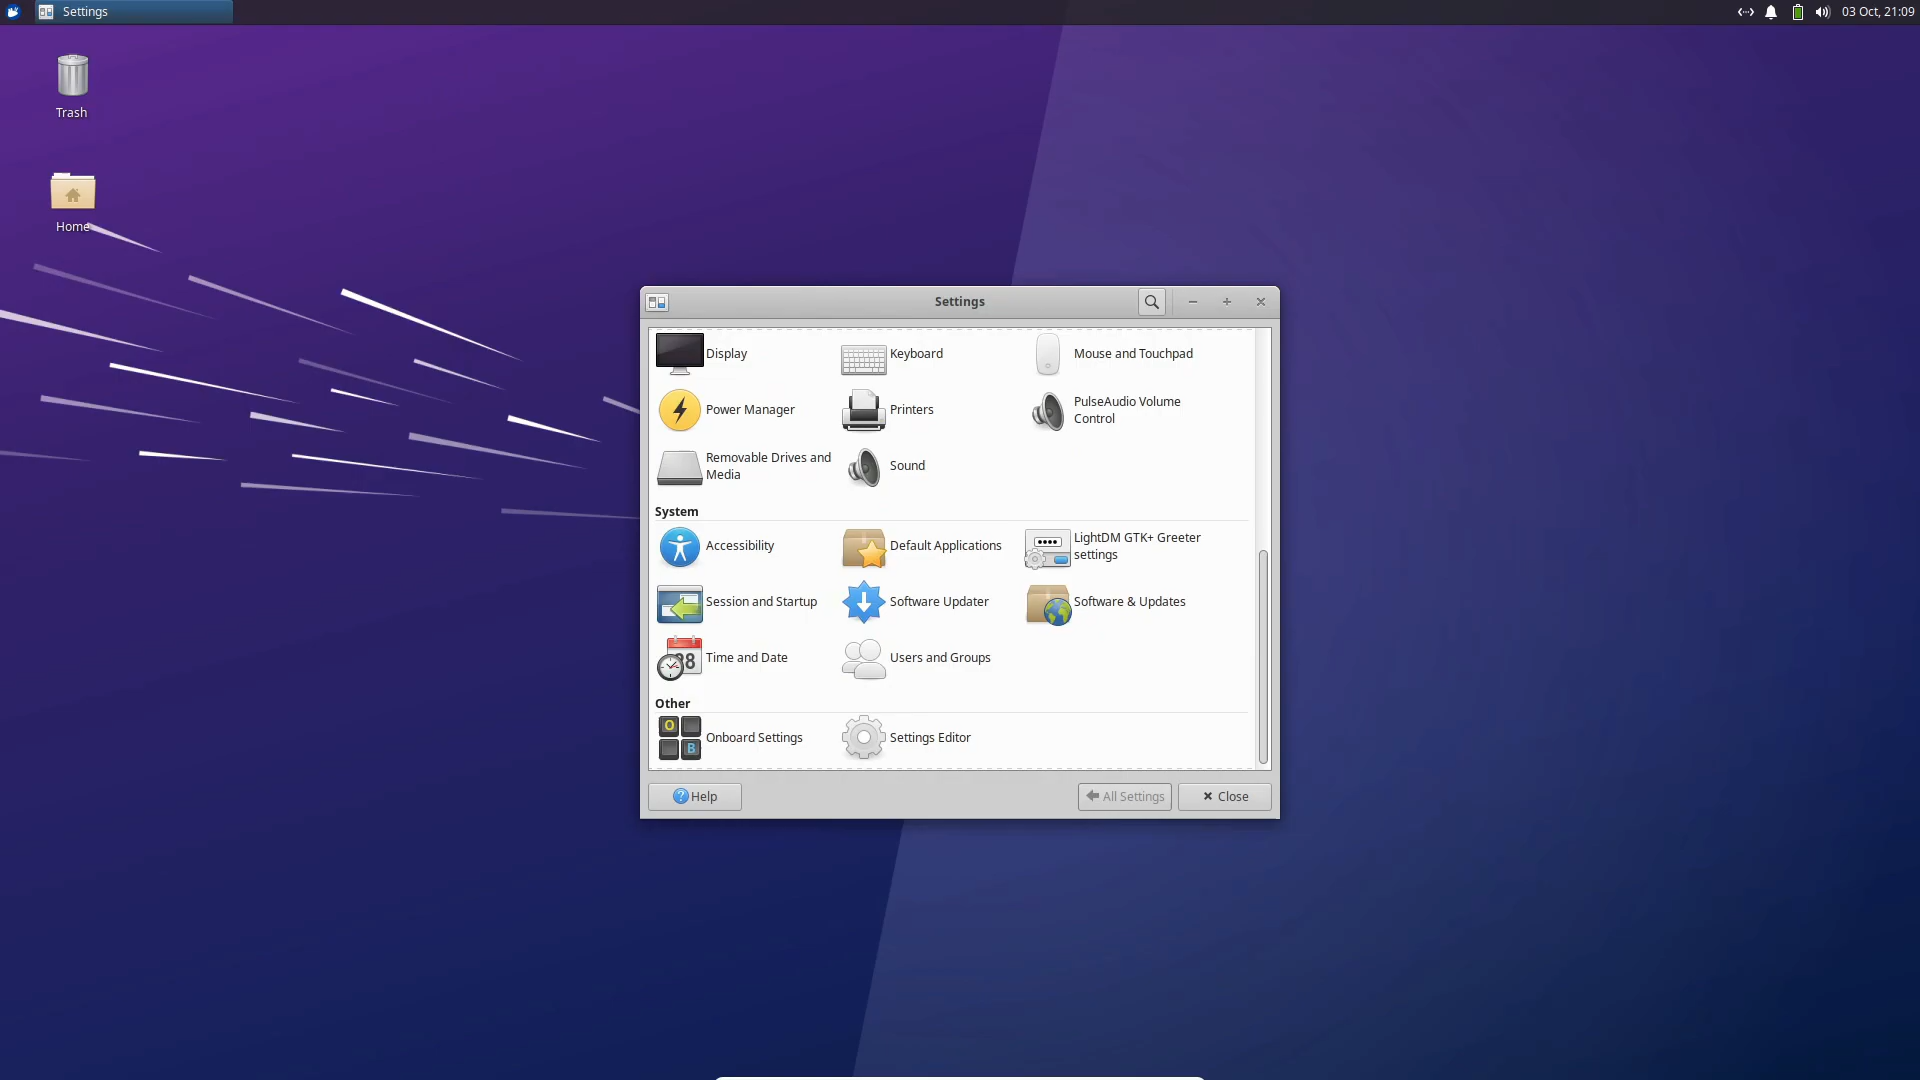 Settings
03 Oct, 21:09
Trash
Home
Settings
Display
Keyboard
Mouse and Touchpad
Power Manager
Printers
PulseAudio Volume
Control
Removable Drives and
Media
Sound
System
Accessibility
Default Applications
LightDM GTK+ Greeter
settings
Session and Startup
Software Updater
Software & Updates
Time and Date
Users and Groups
Other
Onboard Settings
Settings Editor
Help
All Settings
Close